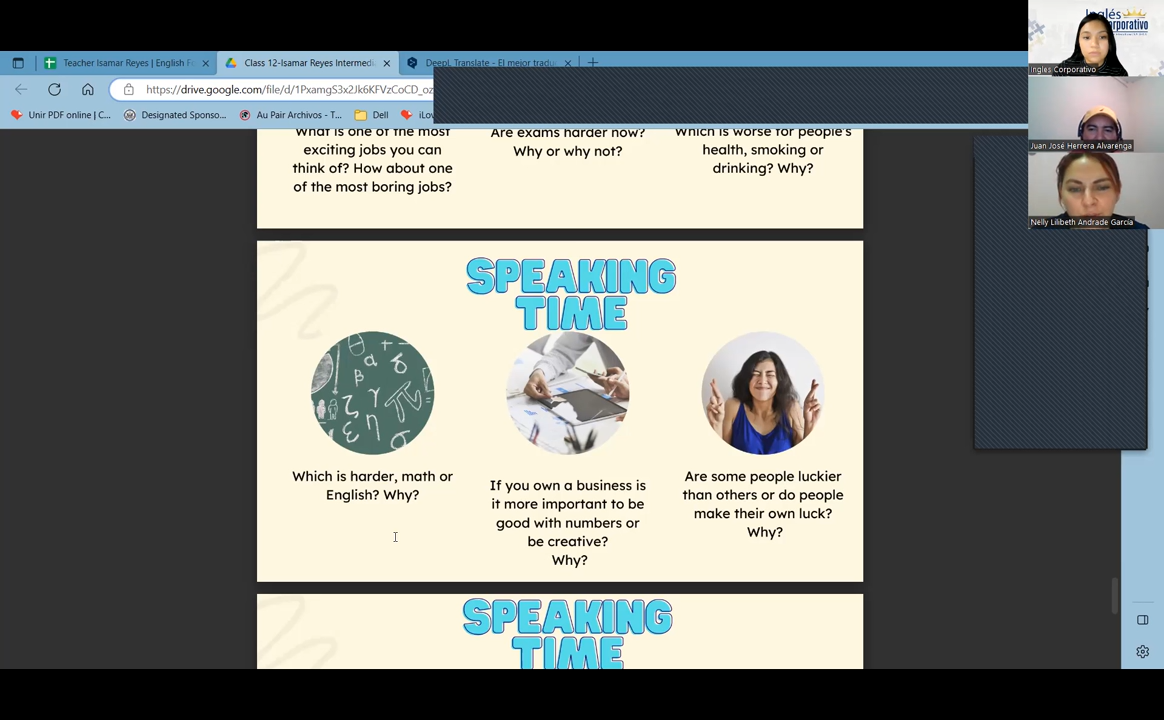 Teacher Isamar Reyes | English F
Class 12-Isamar Reyes Intermedi
DeepL Translate - El mejor tradu
https://drive.google.com/file/d/1PxamgS3x2Jk6KFVzCoCD_oz
Unir PDF online | C...
Designated Sponso...
Au Pair Archivos - T...
Dell
iLov
Inglés
Corporativo
Ingles Corporativo
Juan José Herrera Alvarenga
Nelly Lilibeth Andrade García
What is one of the most
exciting jobs you can
think of? How about one
of the most boring jobs?
Are exams harder now?
Why or why not?
Which is worse for people's
health, smoking or
drinking? Why?
SPEAKING
TIME
Which is harder, math or
English? Why?
If you own a business is
it more important to be
good with numbers or
be creative?
Why?
Are some people luckier
than others or do people
make their own luck?
Why?
SPEAKING
TIME